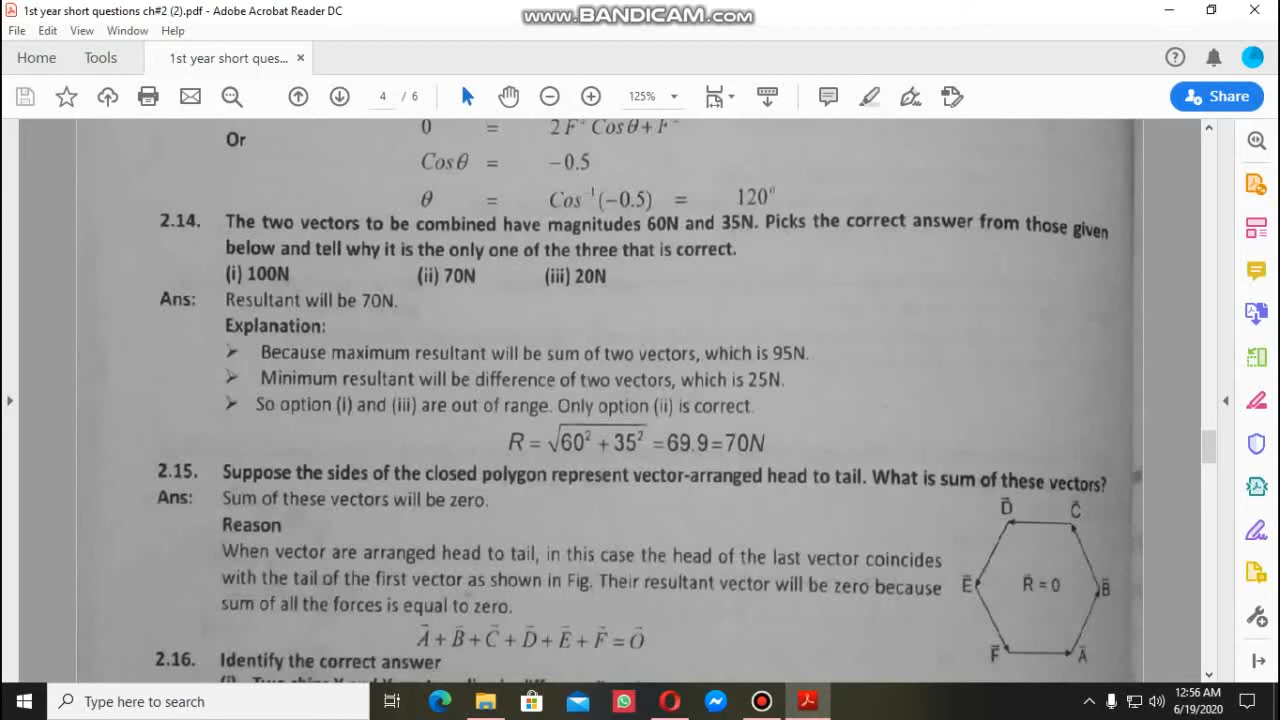 1st year short questions ch#2 (2).pdf - Adobe Acrobat Reader DC
www.BANDICAM.com
File Edit View Window Help
Home Tools 1st year short ques... ×
4 / 6 125% Share
0 = 2F² Cosθ + F²
Or
Cosθ = −0.5
θ = Cos⁻¹(−0.5) = 120°
2.14. The two vectors to be combined have magnitudes 60N and 35N. Picks the correct answer from those given
below and tell why it is the only one of the three that is correct.
(i) 100N (ii) 70N (iii) 20N
Ans: Resultant will be 70N.
Explanation:
➢ Because maximum resultant will be sum of two vectors, which is 95N.
➢ Minimum resultant will be difference of two vectors, which is 25N.
➢ So option (i) and (iii) are out of range. Only option (ii) is correct.
R = √60² + 35² = 69.9 = 70N
2.15. Suppose the sides of the closed polygon represent vector-arranged head to tail. What is sum of these vectors?
Ans: Sum of these vectors will be zero.
Reason
When vector are arranged head to tail, in this case the head of the last vector coincides
with the tail of the first vector as shown in Fig. Their resultant vector will be zero because
sum of all the forces is equal to zero.
A⃗ + B⃗ + C⃗ + D⃗ + E⃗ + F⃗ = O⃗
D⃗ C⃗
E⃗ R⃗ = 0 B⃗
F⃗ A⃗
2.16. Identify the correct answer
Type here to search
12:56 AM
6/19/2020